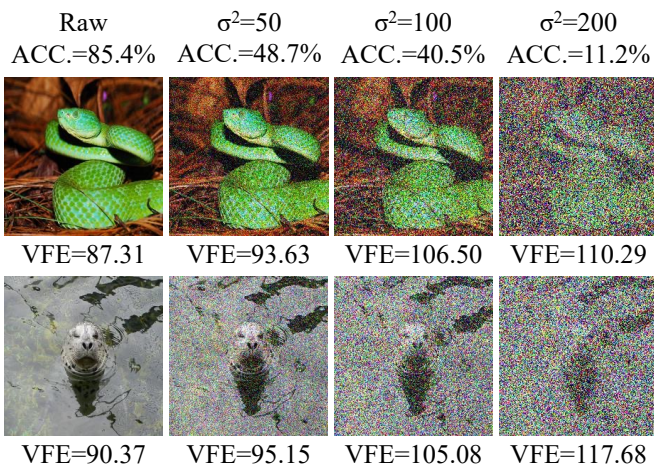 Raw σ²=50 σ²=100 σ²=200
ACC.=85.4% ACC.=48.7% ACC.=40.5% ACC.=11.2%
VFE=87.31 VFE=93.63 VFE=106.50 VFE=110.29
VFE=90.37 VFE=95.15 VFE=105.08 VFE=117.68